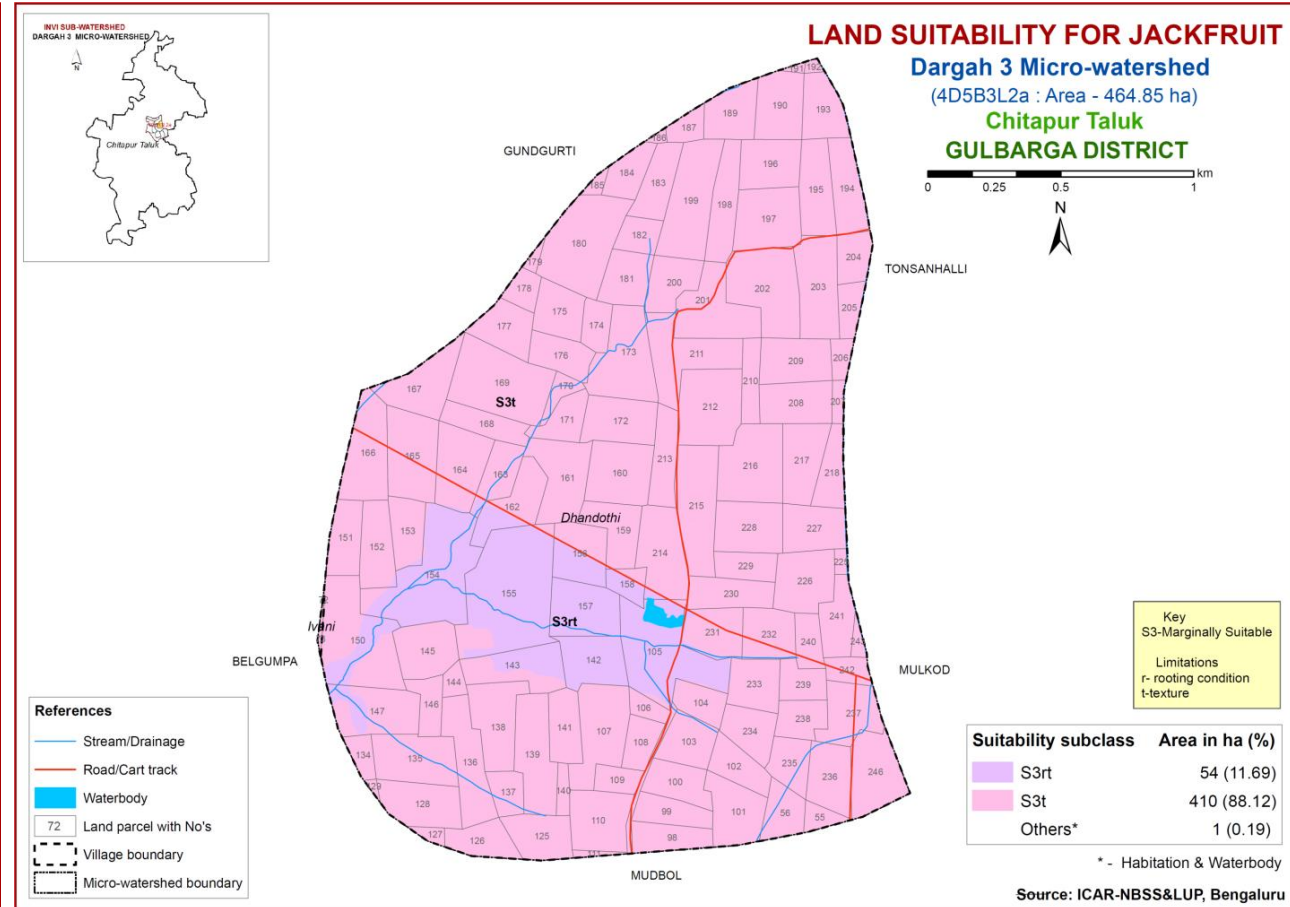 INVI SUB-WATERSHED
DARGAH 3 MICRO-WATERSHED
N
Chitapur Taluk
LAND SUITABILITY FOR JACKFRUIT
Dargah 3 Micro-watershed
(4D5B3L2a : Area - 464.85 ha)
Chitapur Taluk
GULBARGA DISTRICT
km
0 0.25 0.5 1
N
GUNDGURTI
TONSANHALLI
BELGUMPA
MULKOD
MUDBOL
191 192
189 190 193
187
186
184 183 196
185 199 198 195 194
182 197
180
179 181 200 204
178 201 202 203
175 205
177 174
176 173 211 209 206
169 170 210
S3t
167 212 208
168 171 172
166 165 164 163 161 160 213 216 217 218
162 215
Dhandothi
151 153 159 228 227
152 156 214
154 158 229 226
155 157 230
S3rt
Ivani
150 231 232 240 241
145 143 142 105 242
144 233 239
147 146 104 237
138 141 107 106 238
134 135 136 139 108 103 234
129 137 109 100 102 235 236 246
128 140 99 101 56 55
127 126 125 110 98
111
Key
S3-Marginally Suitable
Limitations
r- rooting condition
t-texture
References
Stream/Drainage
Road/Cart track
Waterbody
72 Land parcel with No's
Village boundary
Micro-watershed boundary
Suitability subclass Area in ha (%)
S3rt 54 (11.69)
S3t 410 (88.12)
Others* 1 (0.19)
* - Habitation & Waterbody
Source: ICAR-NBSS&LUP, Bengaluru